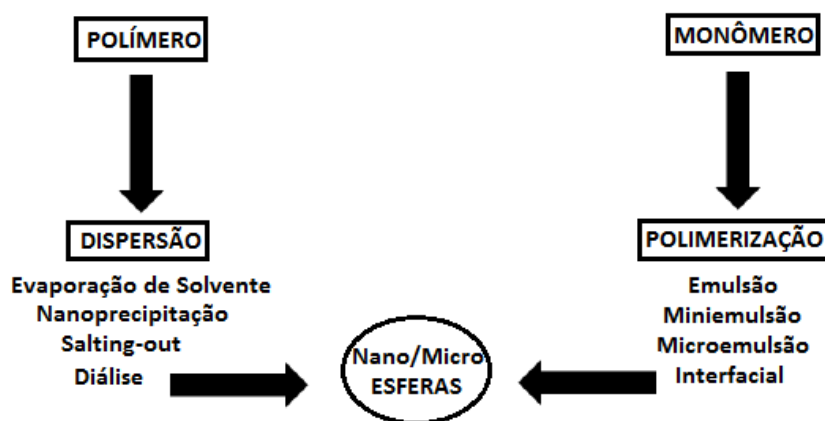 POLÍMERO
DISPERSÃO
Evaporação de Solvente
Nanoprecipitação
Salting-out
Diálise
Nano/Micro
ESFERAS
MONÔMERO
POLIMERIZAÇÃO
Emulsão
Miniemulsão
Microemulsão
Interfacial